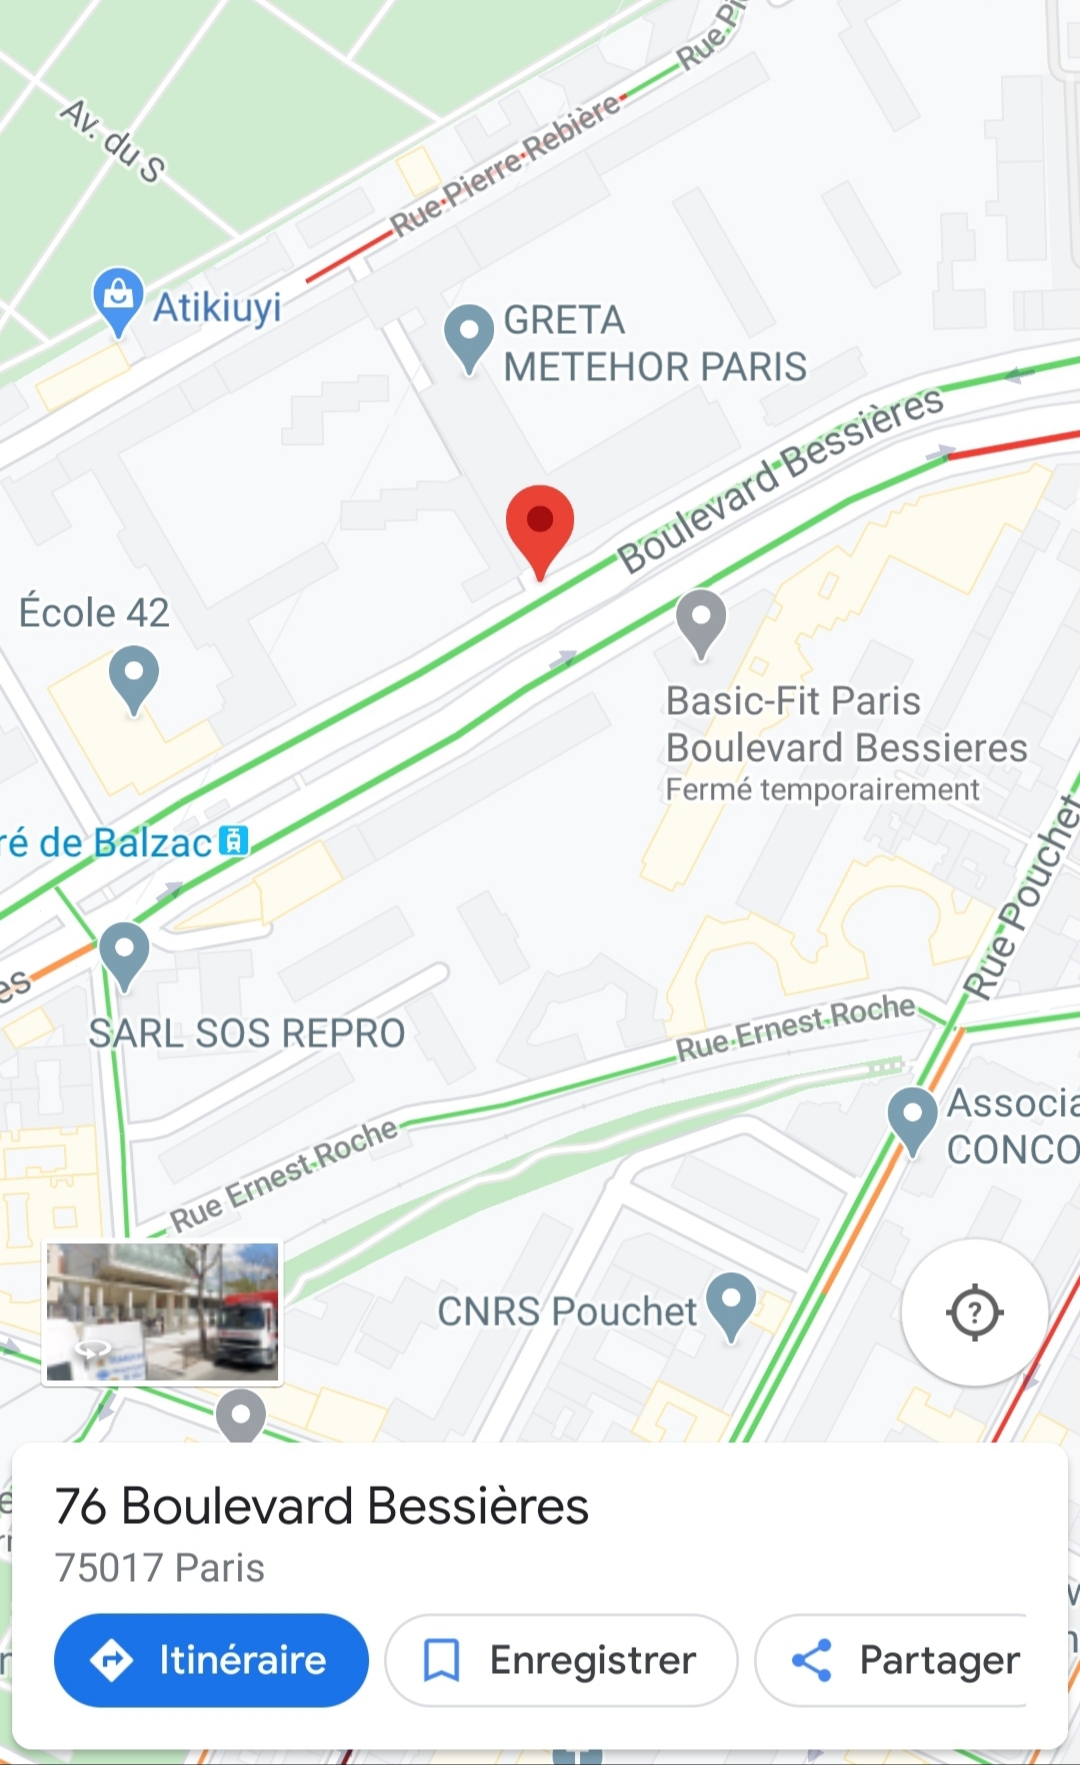 Rue Pi
Av. du S
Rue Pierre Rebière
Atikiuyi
GRETA
METEHOR PARIS
Boulevard Bessières
École 42
Basic-Fit Paris
Boulevard Bessieres
Fermé temporairement
ré de Balzac
Rue Pouchet
es
SARL SOS REPRO
Rue Ernest Roche
Associa
CONCO
Rue Ernest Roche
CNRS Pouchet
?
76 Boulevard Bessières
75017 Paris
Itinéraire
Enregistrer
Partager